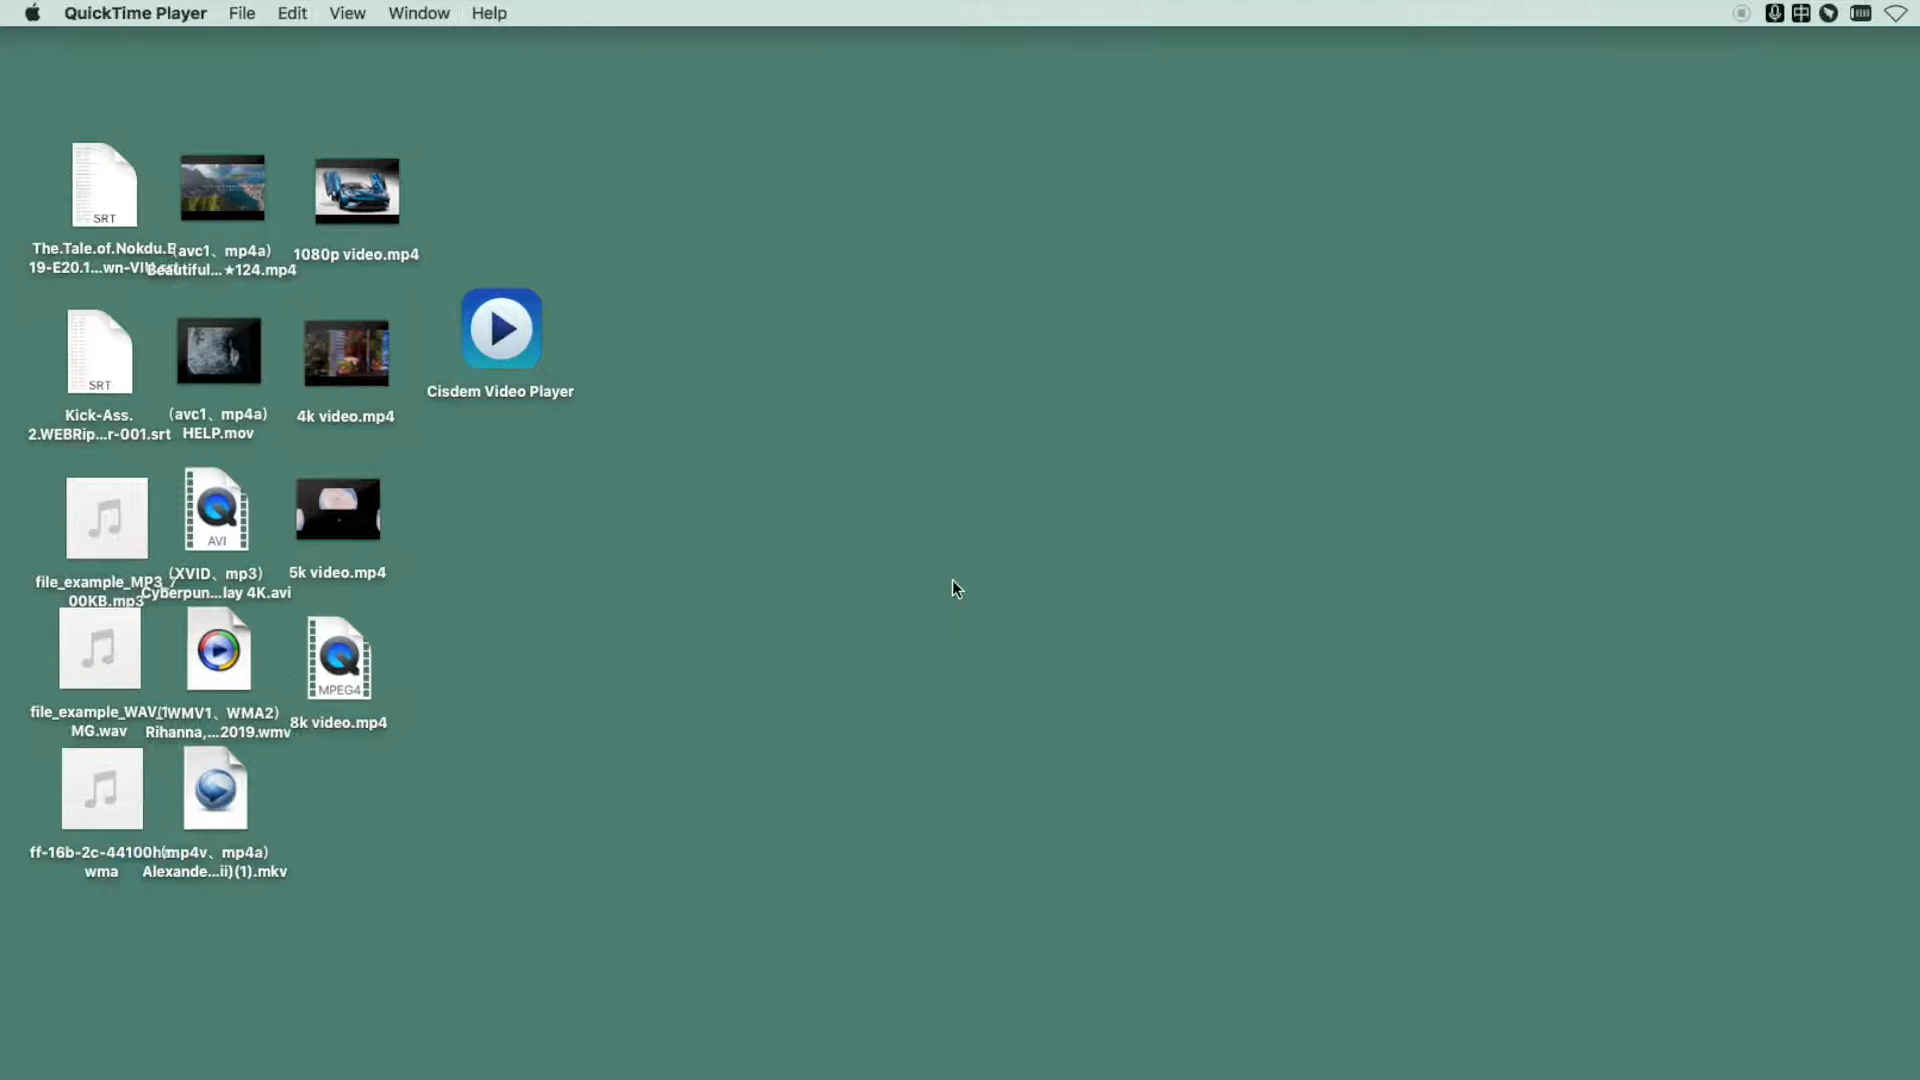 QuickTime Player File Edit View Window Help
中
SRT
The.Tale.of.Nokdu.E
19-E20.1...wn-VI
(avc1、mp4a)
Beautiful...★124.mp4
1080p video.mp4
SRT
Kick-Ass.
2.WEBRip...r-001.srt
(avc1、mp4a)
HELP.mov
4k video.mp4
Cisdem Video Player
file_example_MP3_7
00KB.mp3
AVI
(XVID、mp3)
Cyberpun...lay 4K.avi
5k video.mp4
file_example_WAV_1
MG.wav
(WMV1、WMA2)
Rihanna,...2019.wmv
MPEG4
8k video.mp4
ff-16b-2c-44100h
wma
(mp4v、mp4a)
Alexande...ii)(1).mkv